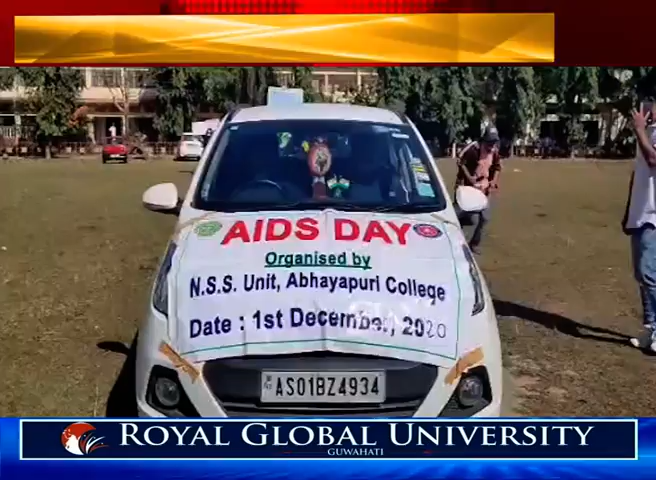 AIDS DAY
Organised by
N.S.S. Unit, Abhayapuri College
Date : 1st December, 2020
AS01BZ4934
ROYAL GLOBAL UNIVERSITY
GUWAHATI